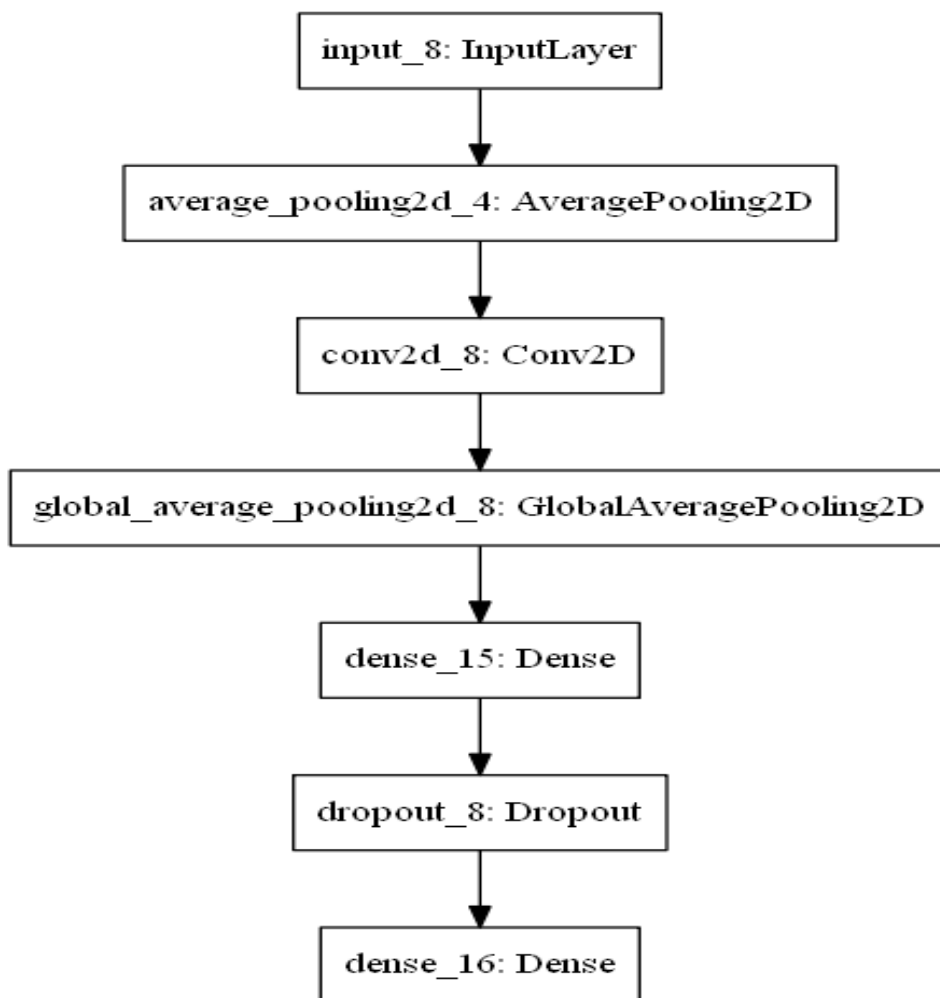 input_8: InputLayer
average_pooling2d_4: AveragePooling2D
conv2d_8: Conv2D
global_average_pooling2d_8: GlobalAveragePooling2D
dense_15: Dense
dropout_8: Dropout
dense_16: Dense